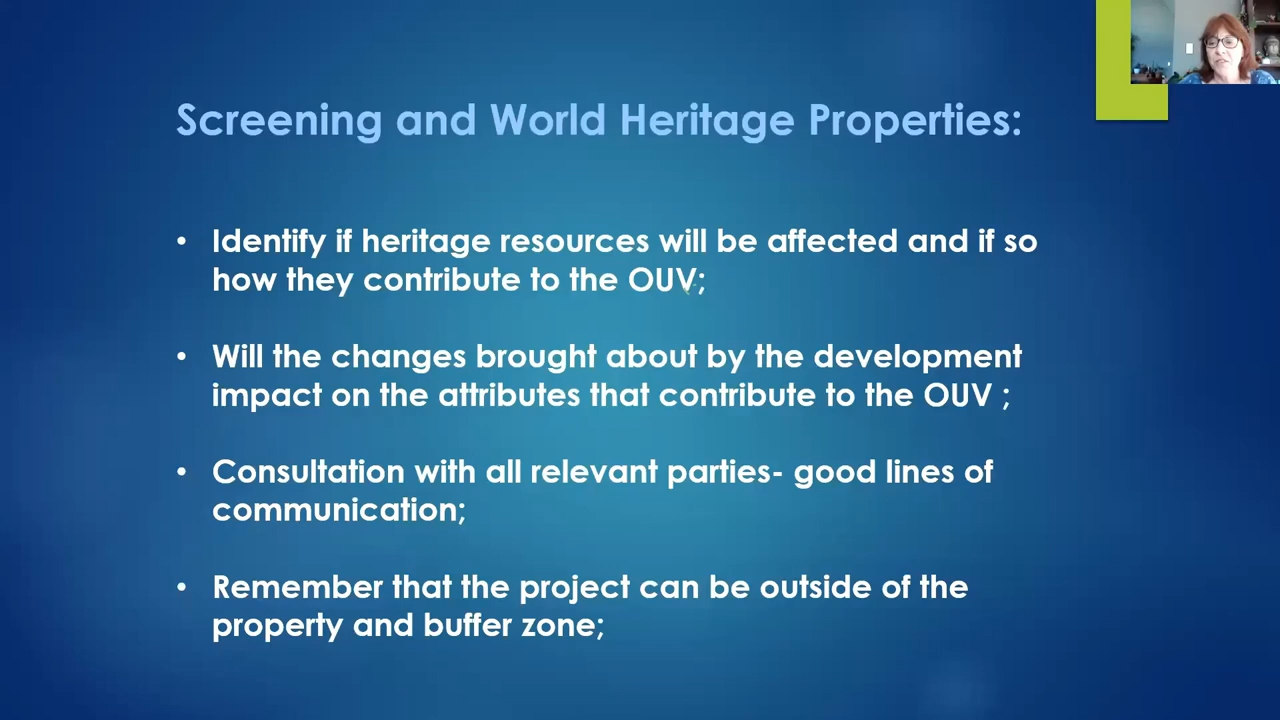 Screening and World Heritage Properties:
• Identify if heritage resources will be affected and if so
how they contribute to the OUV;
• Will the changes brought about by the development
impact on the attributes that contribute to the OUV ;
• Consultation with all relevant parties- good lines of
communication;
• Remember that the project can be outside of the
property and buffer zone;